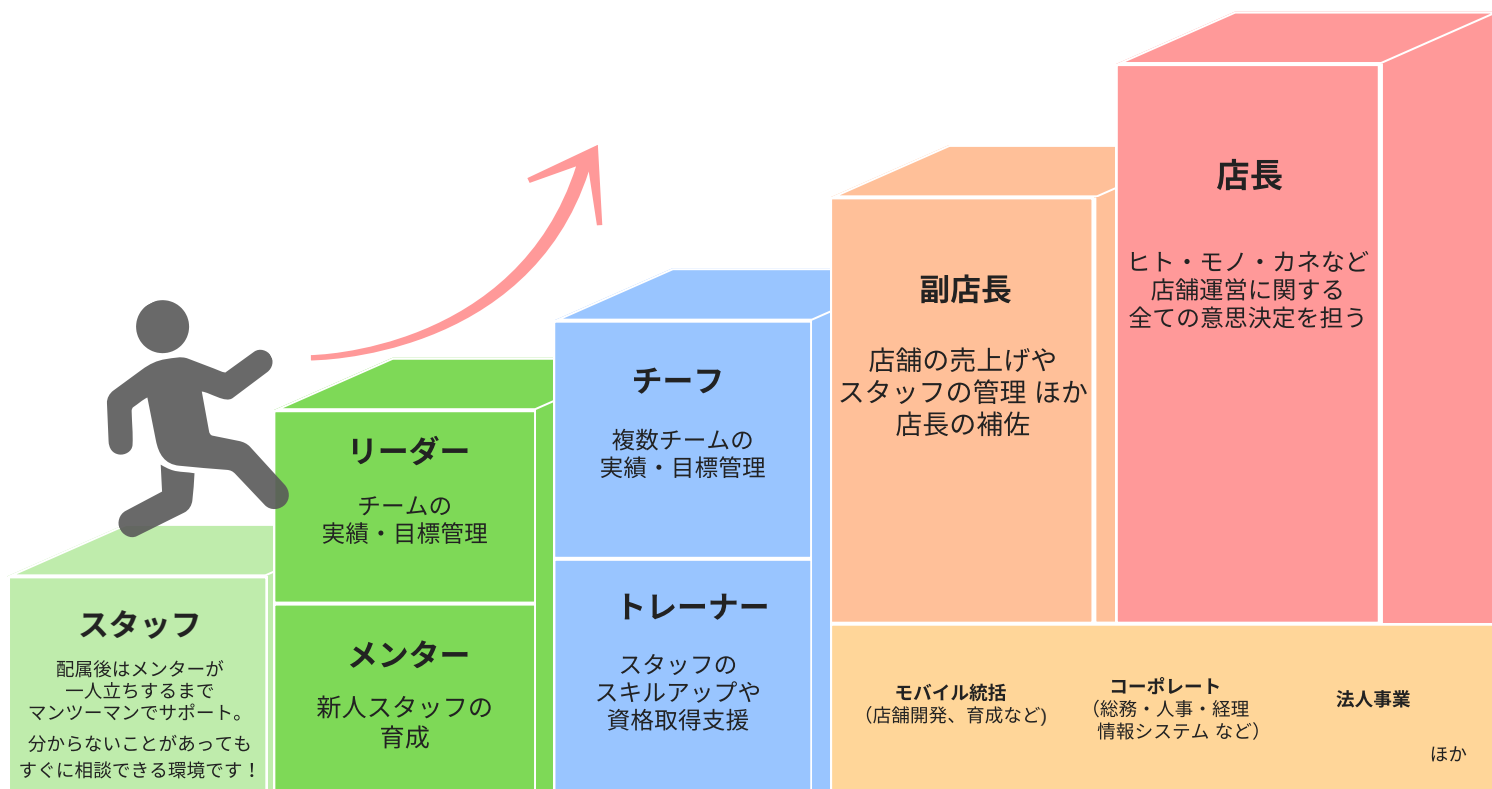 スタッフ
配属後はメンターが
一人立ちするまで
マンツーマンでサポート。
分からないことがあっても
すぐに相談できる環境です！
リーダー
チームの
実績・目標管理
メンター
新人スタッフの
育成
チーフ
複数チームの
実績・目標管理
トレーナー
スタッフの
スキルアップや
資格取得支援
副店長
店舗の売上げや
スタッフの管理 ほか
店長の補佐
店長
ヒト・モノ・カネなど
店舗運営に関する
全ての意思決定を担う
モバイル統括
（店舗開発、育成など)
コーポレート
（総務・人事・経理
情報システム など）
法人事業
ほか